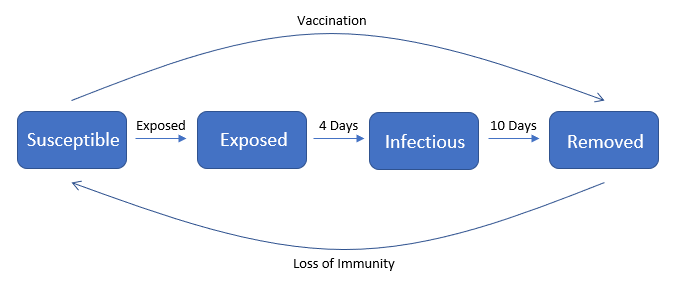 Vaccination
Susceptible
Exposed
Exposed
4 Days
Infectious
10 Days
Removed
Loss of Immunity